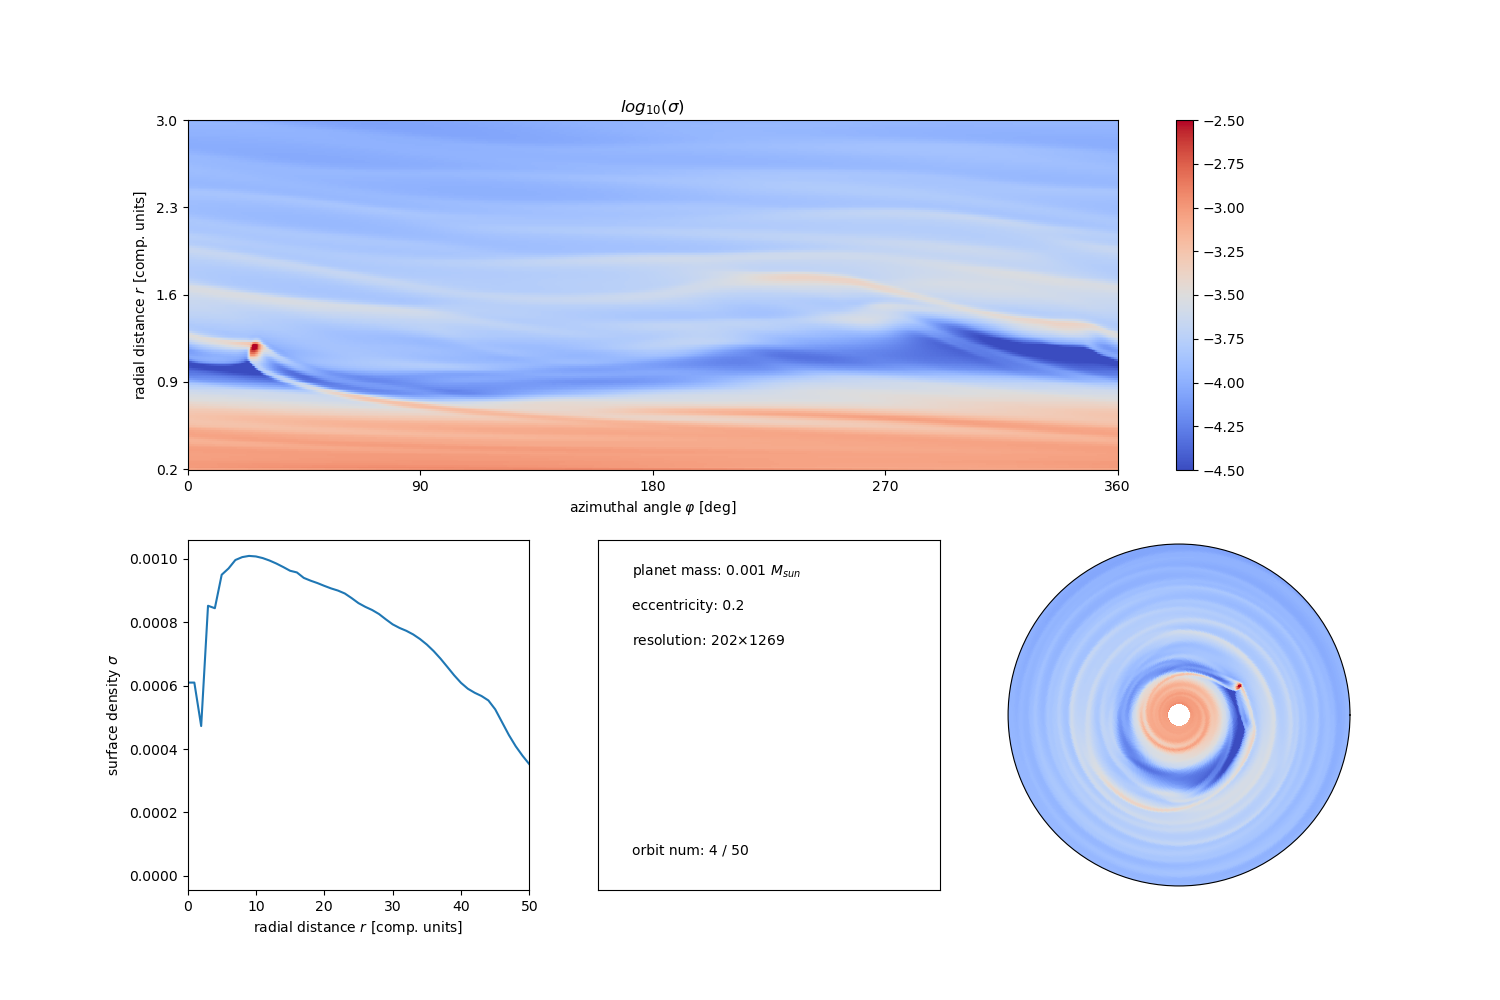 log₁₀(σ)
3.0
2.3
1.6
0.9
0.2
radial distance r [comp. units]
0 90 180 270 360
azimuthal angle φ [deg]
−2.50
−2.75
−3.00
−3.25
−3.50
−3.75
−4.00
−4.25
−4.50
0.0010
0.0008
0.0006
0.0004
0.0002
0.0000
surface density σ
0 10 20 30 40 50
radial distance r [comp. units]
planet mass: 0.001 M_sun
eccentricity: 0.2
resolution: 202×1269
orbit num: 4 / 50